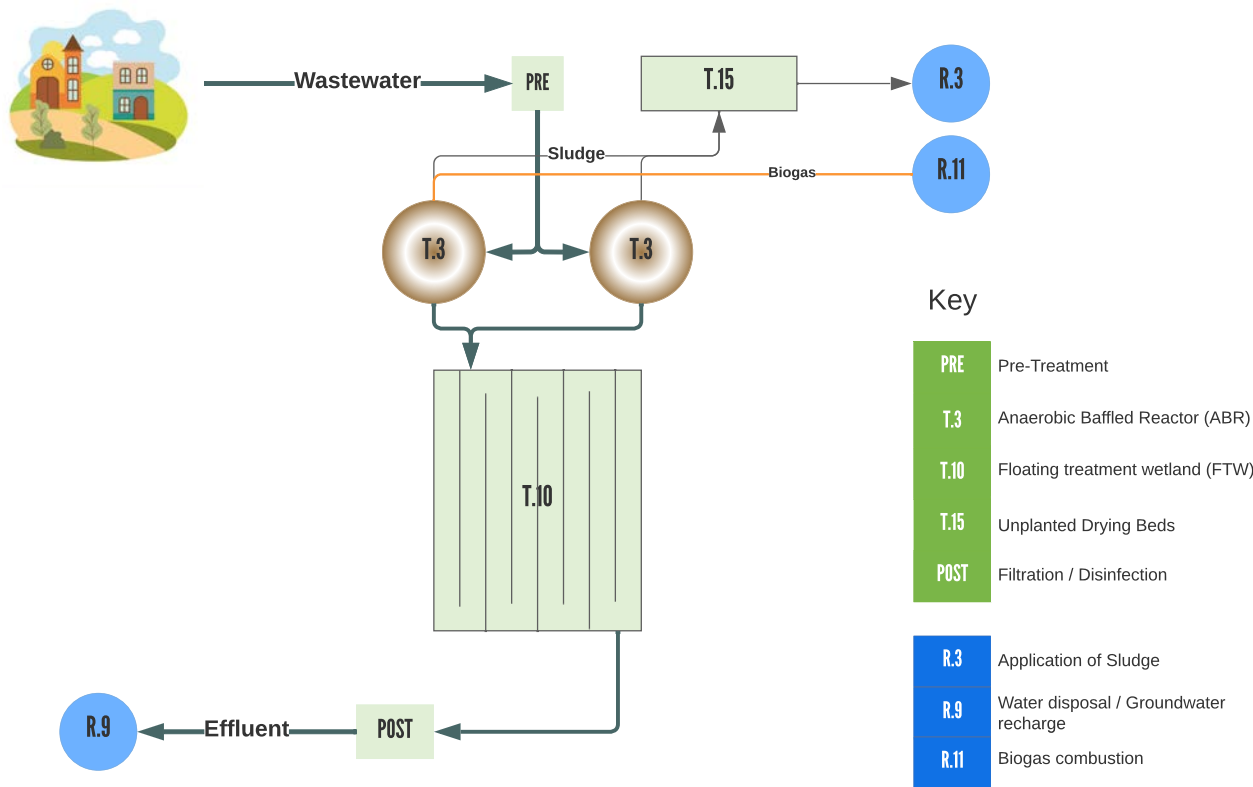 Wastewater
PRE
T.15
R.3
Sludge
Biogas
R.11
T.3
T.3
T.10
POST
Effluent
R.9
Key
PRE Pre-Treatment
T.3 Anaerobic Baffled Reactor (ABR)
T.10 Floating treatment wetland (FTW)
T.15 Unplanted Drying Beds
POST Filtration / Disinfection
R.3 Application of Sludge
R.9 Water disposal / Groundwater
recharge
R.11 Biogas combustion